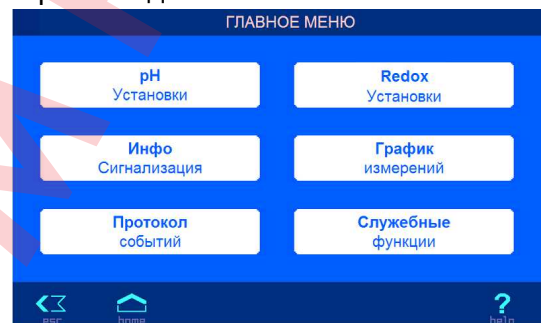 ГЛАВНОЕ МЕНЮ
pH
Установки
Redox
Установки
Инфо
Сигнализация
График
измерений
Протокол
событий
Служебные
функции
?
esc
home
help